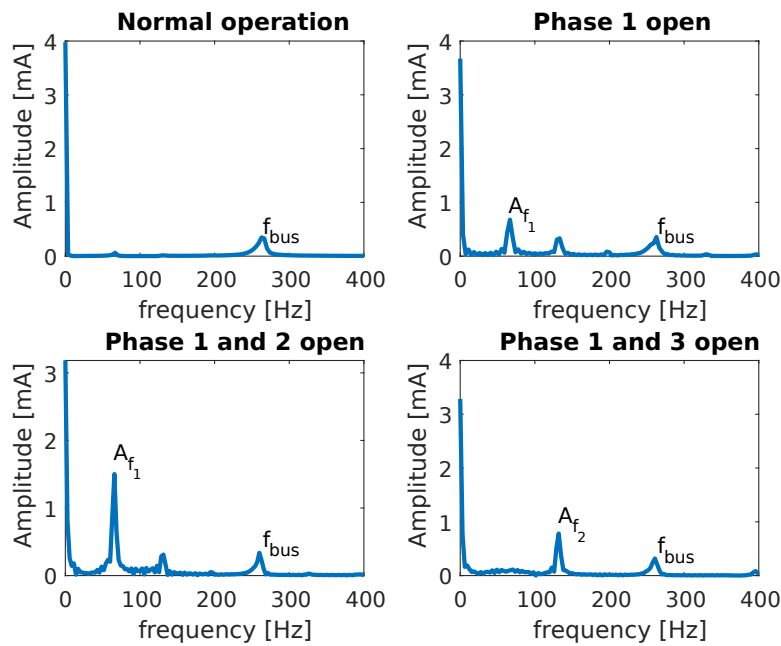 Normal operation
Amplitude [mA]
4
3
2
1
0
f_bus
0 100 200 300 400
frequency [Hz]
Phase 1 open
Amplitude [mA]
4
3
2
1
0
A_f_1
f_bus
0 100 200 300 400
frequency [Hz]
Phase 1 and 2 open
Amplitude [mA]
3
2
1
0
A_f_1
f_bus
0 100 200 300 400
frequency [Hz]
Phase 1 and 3 open
Amplitude [mA]
4
3
2
1
0
A_f_2
f_bus
0 100 200 300 400
frequency [Hz]